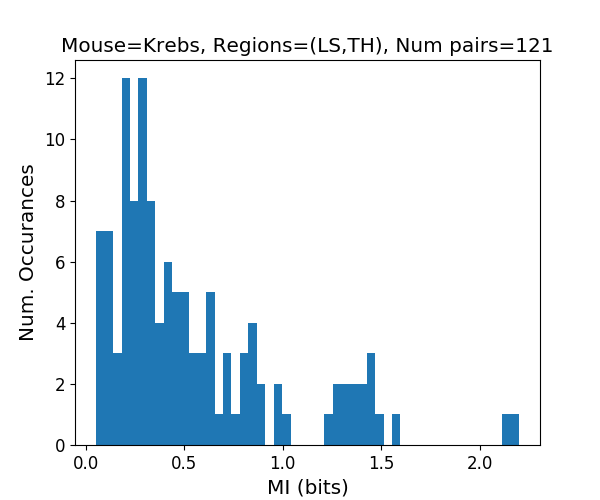 Mouse=Krebs, Regions=(LS,TH), Num pairs=121
Num. Occurances
12
10
8
6
4
2
0
0.0 0.5 1.0 1.5 2.0
MI (bits)